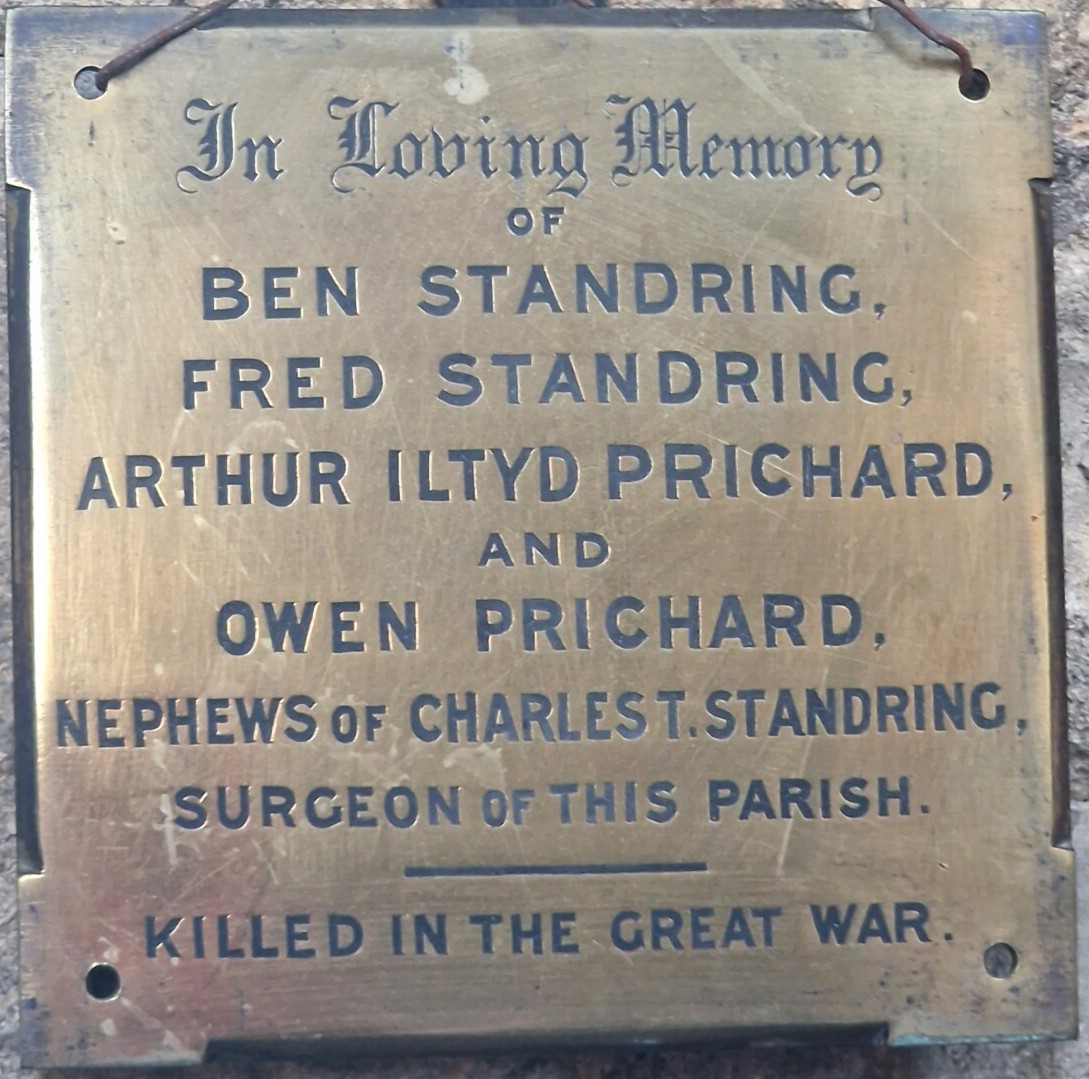 In Loving Memory
OF
BEN STANDRING,
FRED STANDRING,
ARTHUR ILTYD PRICHARD,
AND
OWEN PRICHARD,
NEPHEWS OF CHARLES T. STANDRING,
SURGEON OF THIS PARISH.
KILLED IN THE GREAT WAR.